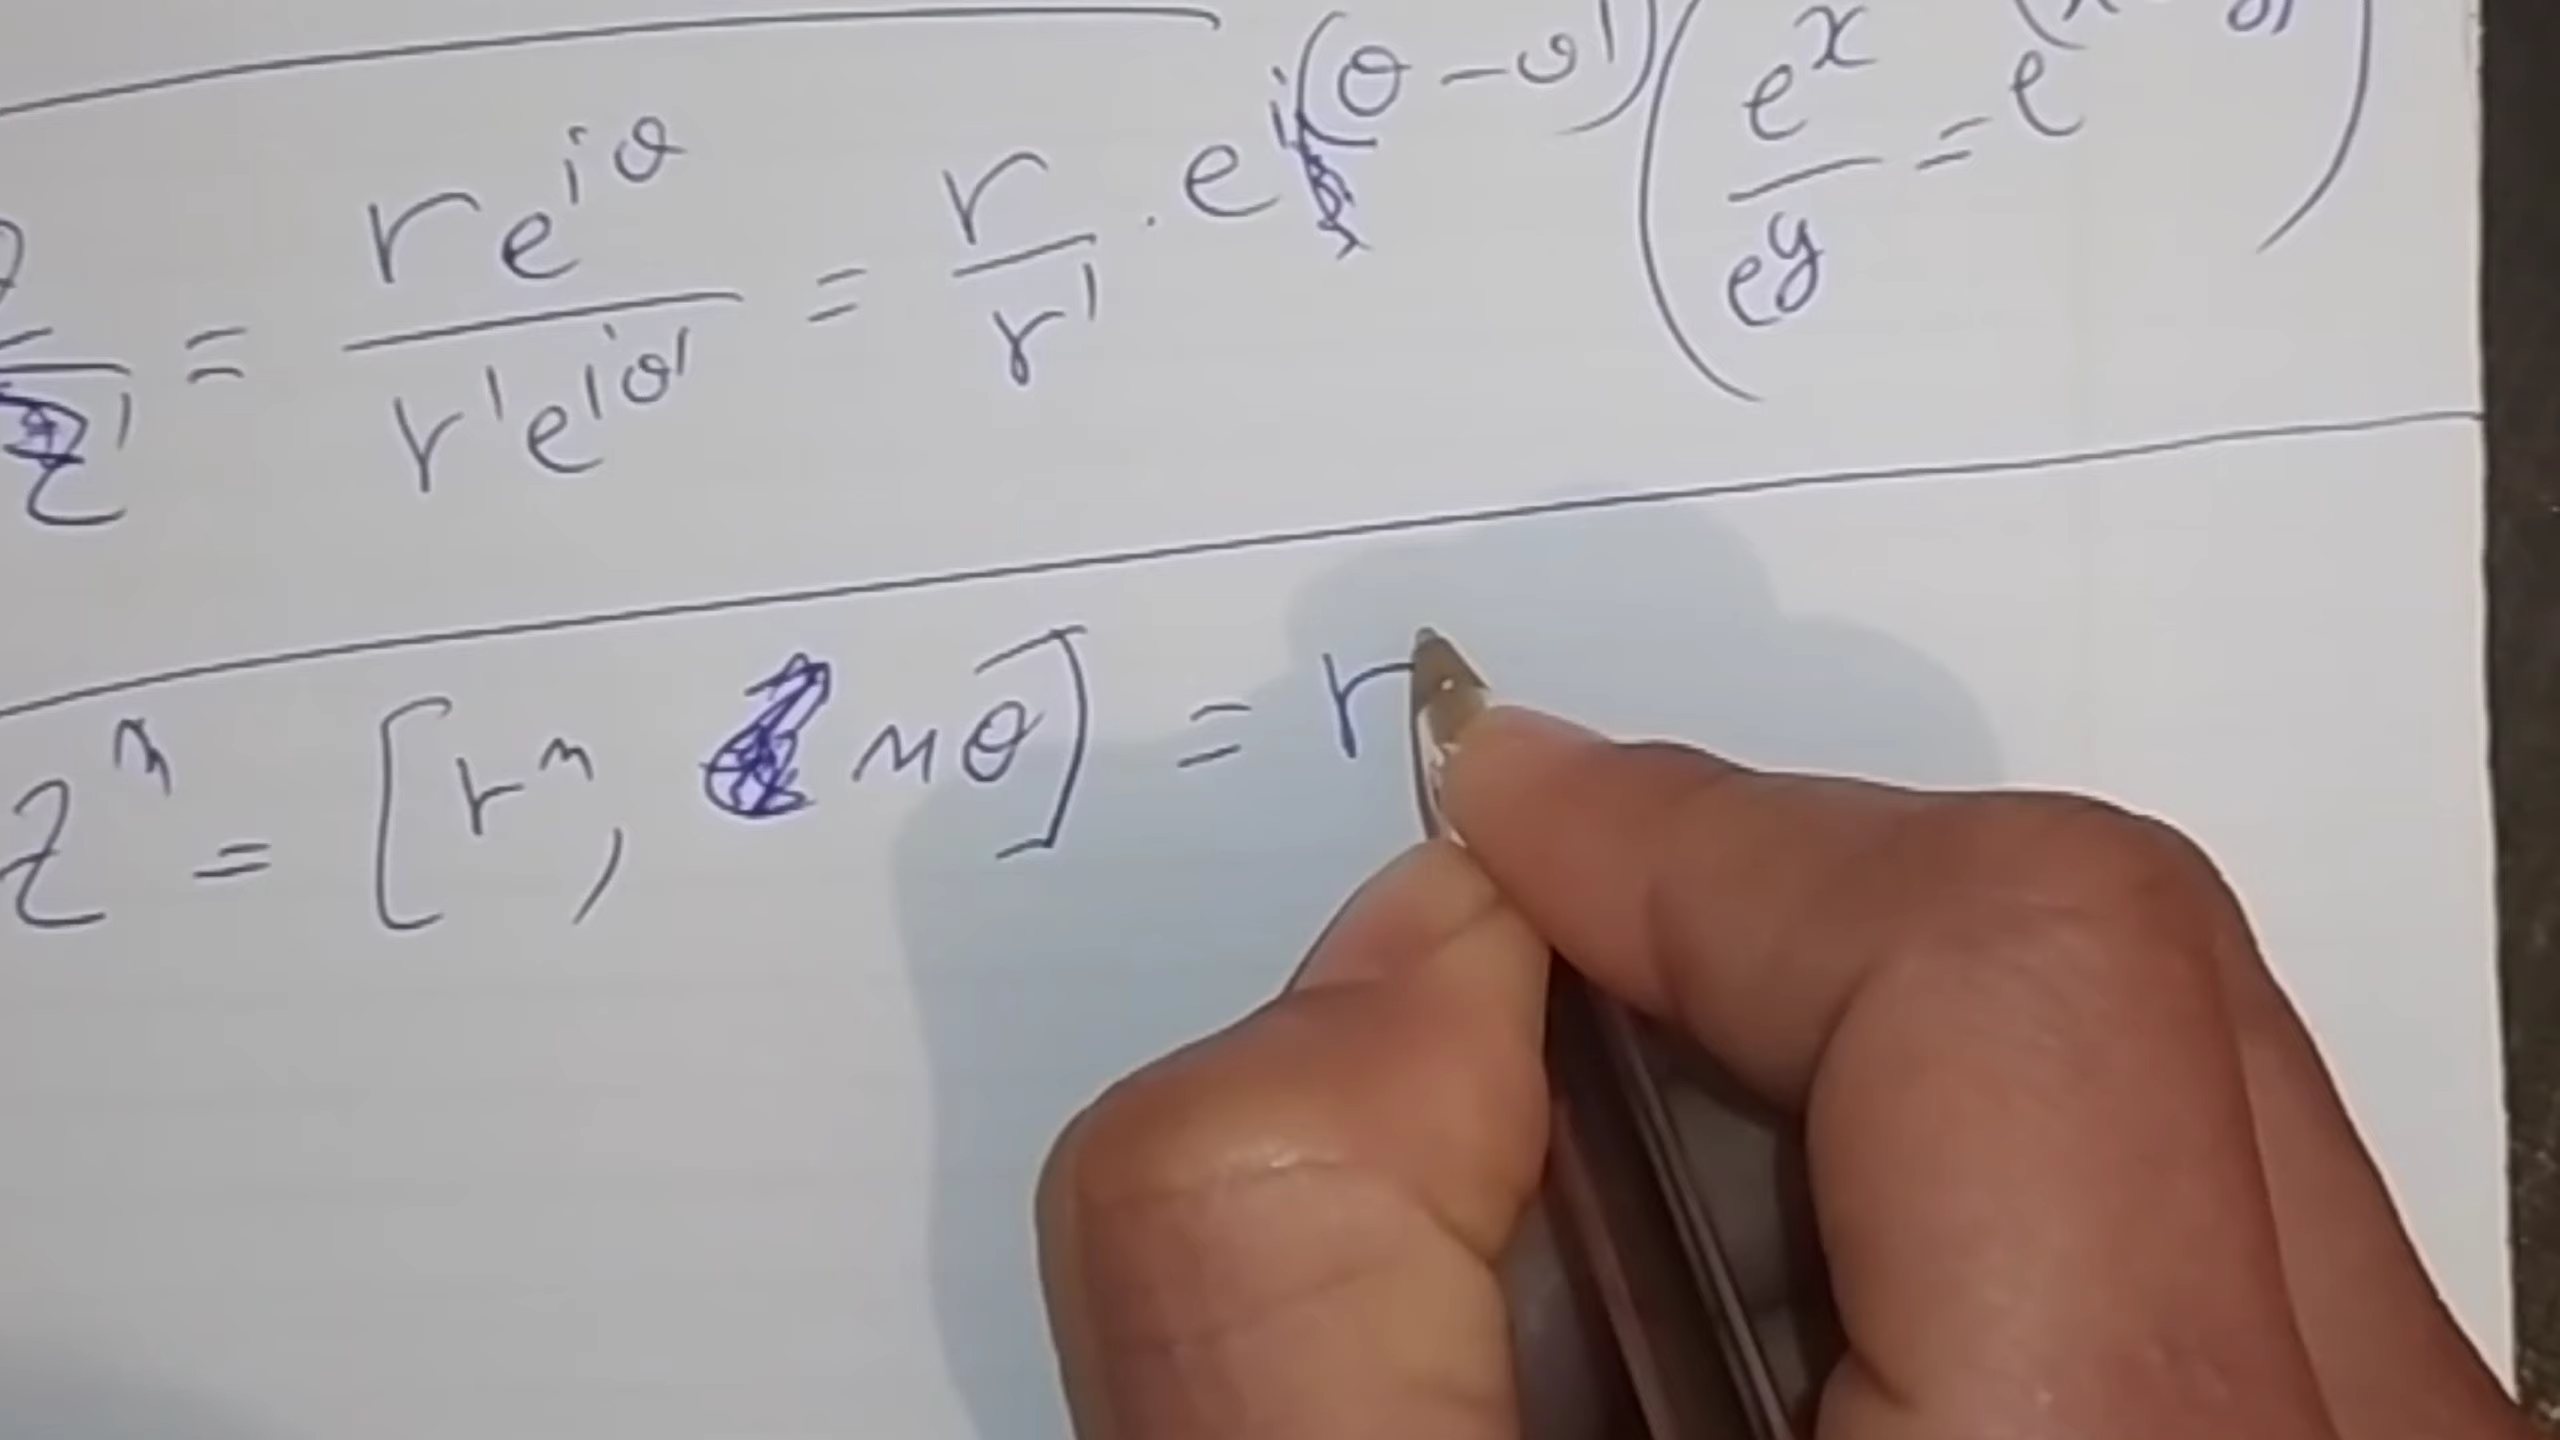 z/z' = re^{iθ}/r'e^{iθ'} = r/r' . e^{i(θ-θ')} (e^x/e^y = e^{(x-y)})
z^n = [r^n, nθ] = r